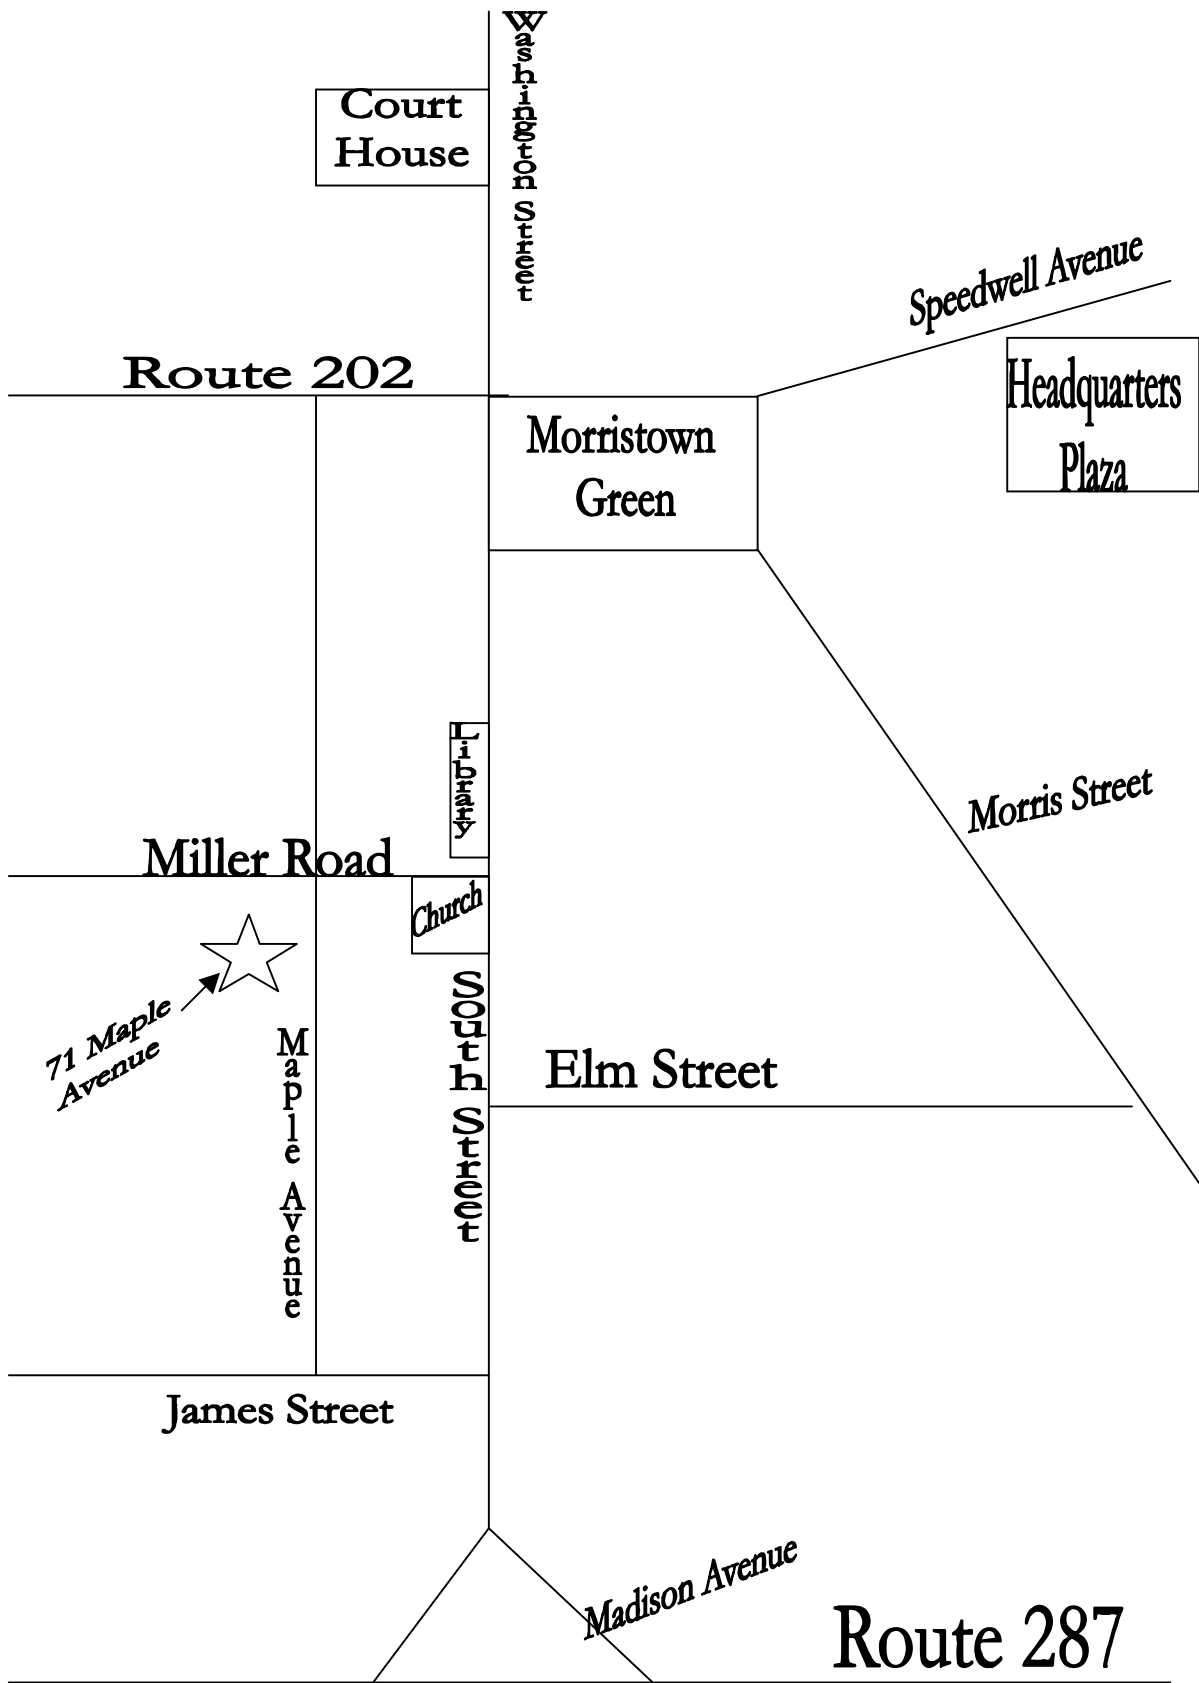 Washington Street
Court
House
Speedwell Avenue
Route 202
Headquarters
Plaza
Morristown
Green
Library
Morris Street
Miller Road
Church
71 Maple
Avenue
Maple Avenue
South Street
Elm Street
James Street
Madison Avenue
Route 287